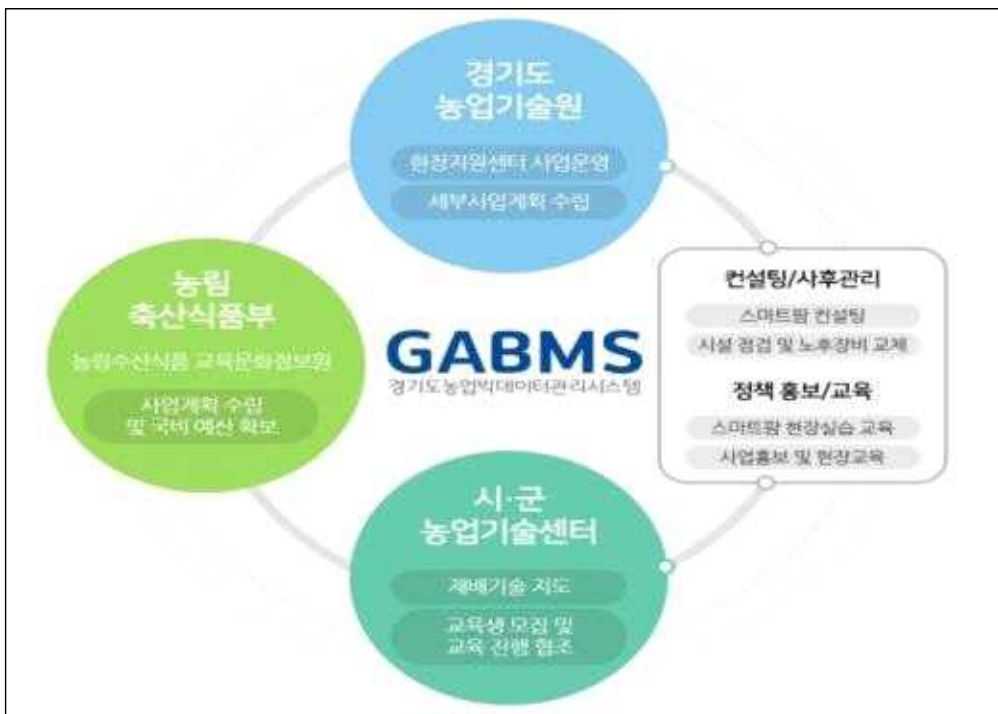 경기도
농업기술원
현장지원센터 사업운영
세부사업계획 수립
농림
축산식품부
농림수산식품 교육문화정보원
사업계획 수립
및 국비 예산 확보
GABMS
경기도농업빅데이터관리시스템
컨설팅/사후관리
스마트팜 컨설팅
시설 점검 및 노후장비 교체
정책 홍보/교육
스마트팜 현장실습 교육
사업홍보 및 현장교육
시·군
농업기술센터
재배기술 지도
교육생 모집 및
교육 진행 협조